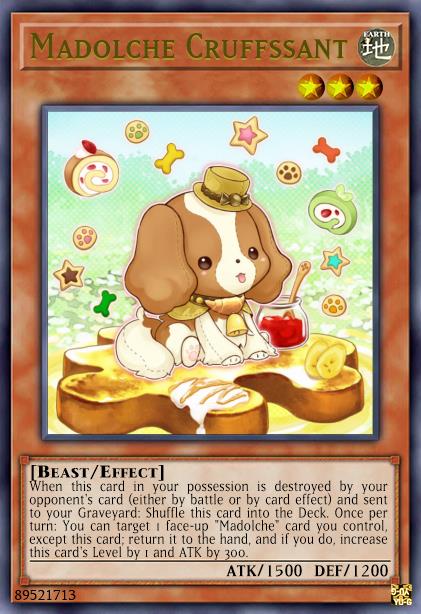 Madolche Cruffssant
EARTH
地
[Beast/Effect]
When this card in your possession is destroyed by your
opponent's card (either by battle or by card effect) and sent
to your Graveyard: Shuffle this card into the Deck. Once per
turn: You can target 1 face-up "Madolche" card you control,
except this card; return it to the hand, and if you do, increase
this card's Level by 1 and ATK by 300.
ATK/1500 DEF/1200
89521713